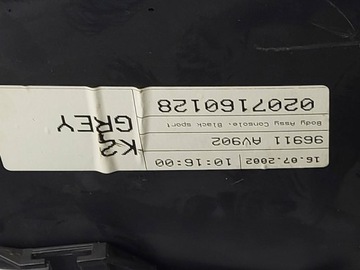 16.07.2002 10:16:00
96911 AV902
Body Assy Console, Black sport
0207160128
K2
GREY